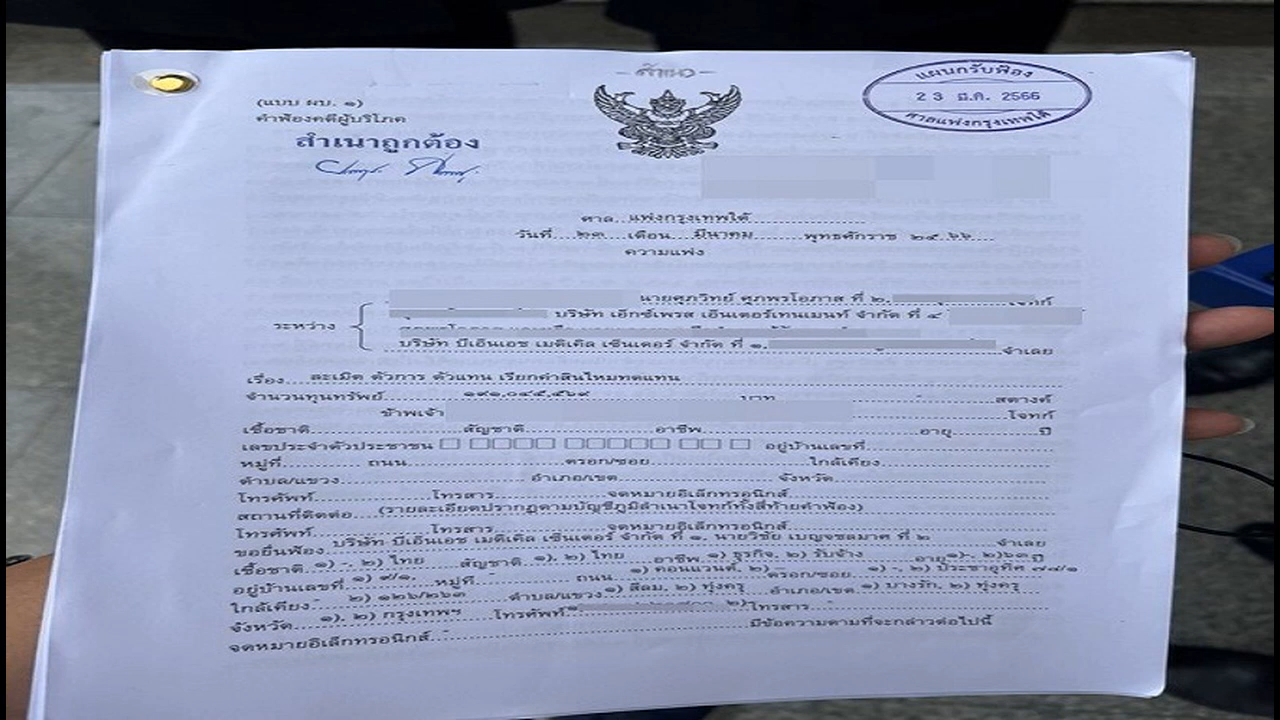 - สำเนา -
(แบบ ผบ. ๑)
คำฟ้องคดีผู้บริโภค
สำเนาถูกต้อง
แผนกรับฟ้อง
23 มี.ค. 2566
ศาลแพ่งกรุงเทพใต้
ศาล แพ่งกรุงเทพใต้
วันที่ ๒๓ เดือน มีนาคม พุทธศักราช ๒๕๖๖
ความแพ่ง
นายศุภวิทย์ ศุภพรโอภาส ที่ ๒. โจทก์
บริษัท เอ็กซ์เพรส เอ็นเตอร์เทนเมนท์ จำกัด ที่ ๔
ระหว่าง
บริษัท บีเอ็นเอช เมดิเคิล เซ็นเตอร์ จำกัด ที่ ๑. จำเลย
เรื่อง ละเมิด ตัวการ ตัวแทน เรียกค่าสินไหมทดแทน
จำนวนทุนทรัพย์ ๑๙๑,๐๔๕,๕๖๙ บาท - สตางค์
ข้าพเจ้า โจทก์
เชื้อชาติ สัญชาติ อาชีพ อายุ ปี
เลขประจำตัวประชาชน อยู่บ้านเลขที่
หมู่ที่ ถนน ตรอก/ซอย ใกล้เคียง
ตำบล/แขวง อำเภอ/เขต จังหวัด
โทรศัพท์ โทรสาร จดหมายอิเล็กทรอนิกส์
สถานที่ติดต่อ (รายละเอียดปรากฏตามบัญชีภูมิลำเนาโจทก์ทั้งสี่ท้ายคำฟ้อง)
โทรศัพท์ โทรสาร จดหมายอิเล็กทรอนิกส์
ขอยื่นฟ้อง บริษัท บีเอ็นเอช เมดิเคิล เซ็นเตอร์ จำกัด ที่ ๑. นายวิชัย เบญจชลมาศ ที่ ๒ จำเลย
เชื้อชาติ ๑) -. ๒) ไทย สัญชาติ ๑). ๒) ไทย อาชีพ ๑) ธุรกิจ. ๒) รับจ้าง อายุ ๑)-. ๒)๖๓ ปี
อยู่บ้านเลขที่ ๑) ๙/๑. หมู่ที่ - ถนน ๑) คอนแวนต์. ๒) - ตรอก/ซอย ๑) -. ๒) ประชาอุทิศ ๗๙/๑
ใกล้เคียง - ๒) ๑๒๖/๒๖๓ ตำบล/แขวง ๑) สีลม. ๒) ทุ่งครุ อำเภอ/เขต ๑) บางรัก. ๒) ทุ่งครุ
จังหวัด ๑). ๒) กรุงเทพฯ โทรศัพท์ โทรสาร -
จดหมายอิเล็กทรอนิกส์ - มีข้อความตามที่จะกล่าวต่อไปนี้